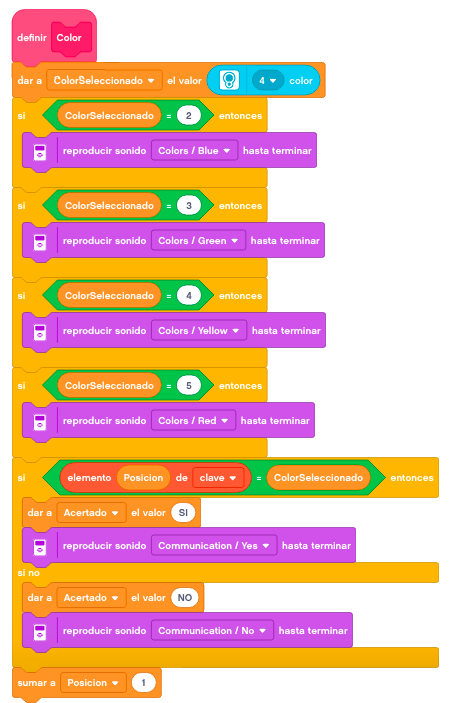 definir Color
dar a ColorSeleccionado el valor 4 color
si ColorSeleccionado = 2 entonces
reproducir sonido Colors / Blue hasta terminar
si ColorSeleccionado = 3 entonces
reproducir sonido Colors / Green hasta terminar
si ColorSeleccionado = 4 entonces
reproducir sonido Colors / Yellow hasta terminar
si ColorSeleccionado = 5 entonces
reproducir sonido Colors / Red hasta terminar
si elemento Posicion de clave = ColorSeleccionado entonces
dar a Acertado el valor SI
reproducir sonido Communication / Yes hasta terminar
si no
dar a Acertado el valor NO
reproducir sonido Communication / No hasta terminar
sumar a Posicion 1